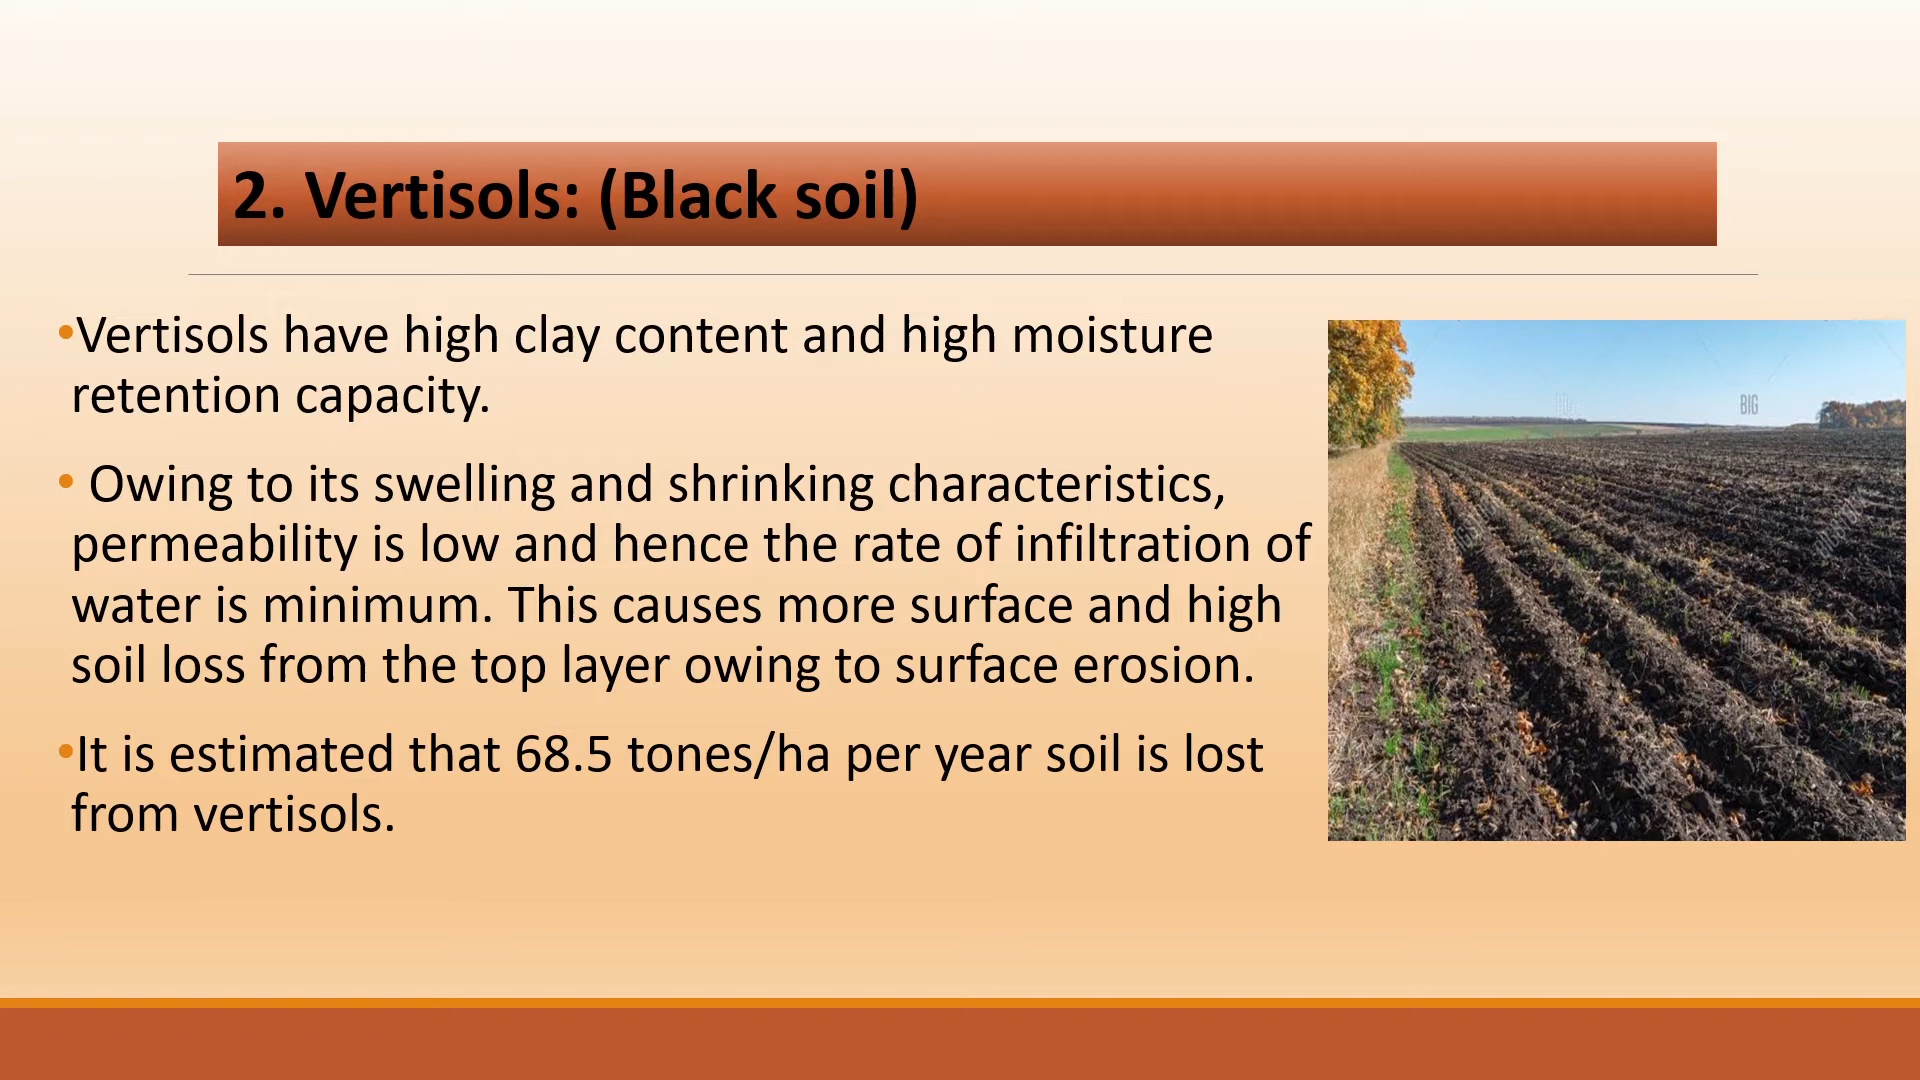 2. Vertisols: (Black soil)
•Vertisols have high clay content and high moisture
retention capacity.
• Owing to its swelling and shrinking characteristics,
permeability is low and hence the rate of infiltration of
water is minimum. This causes more surface and high
soil loss from the top layer owing to surface erosion.
•It is estimated that 68.5 tones/ha per year soil is lost
from vertisols.
BIG